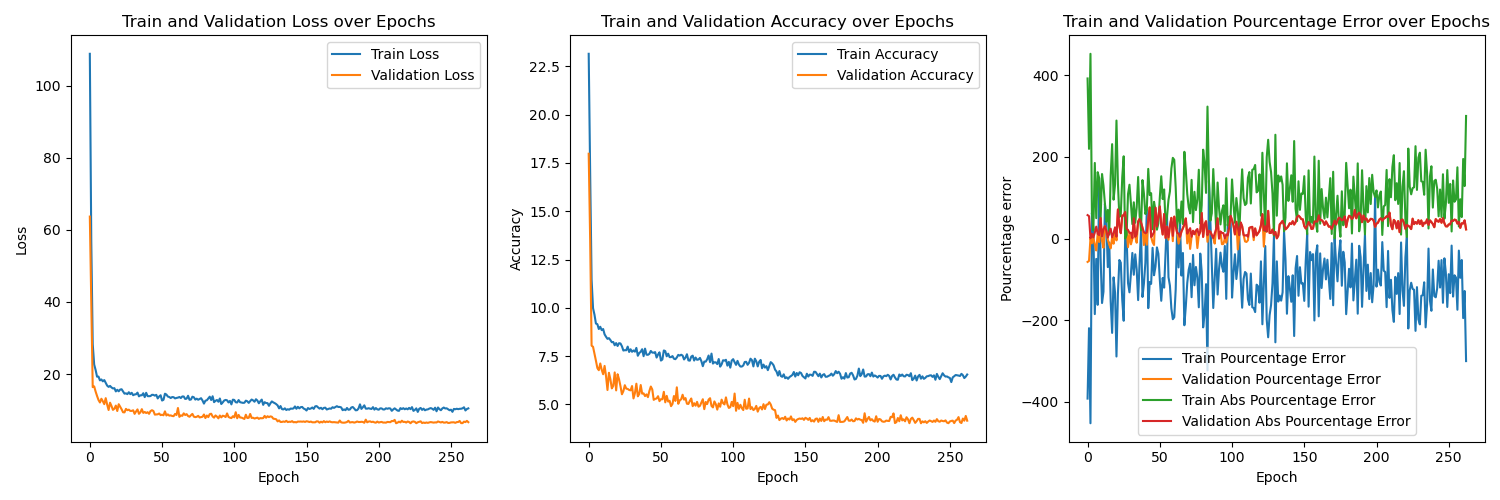 Train and Validation Loss over Epochs
Train Loss
Validation Loss
100
80
60
40
20
Loss
0
50
100
150
200
250
Epoch
Train and Validation Accuracy over Epochs
Train Accuracy
Validation Accuracy
22.5
20.0
17.5
15.0
12.5
10.0
7.5
5.0
Accuracy
0
50
100
150
200
250
Epoch
Train and Validation Pourcentage Error over Epochs
400
200
0
−200
−400
Pourcentage error
Train Pourcentage Error
Validation Pourcentage Error
Train Abs Pourcentage Error
Validation Abs Pourcentage Error
0
50
100
150
200
250
Epoch